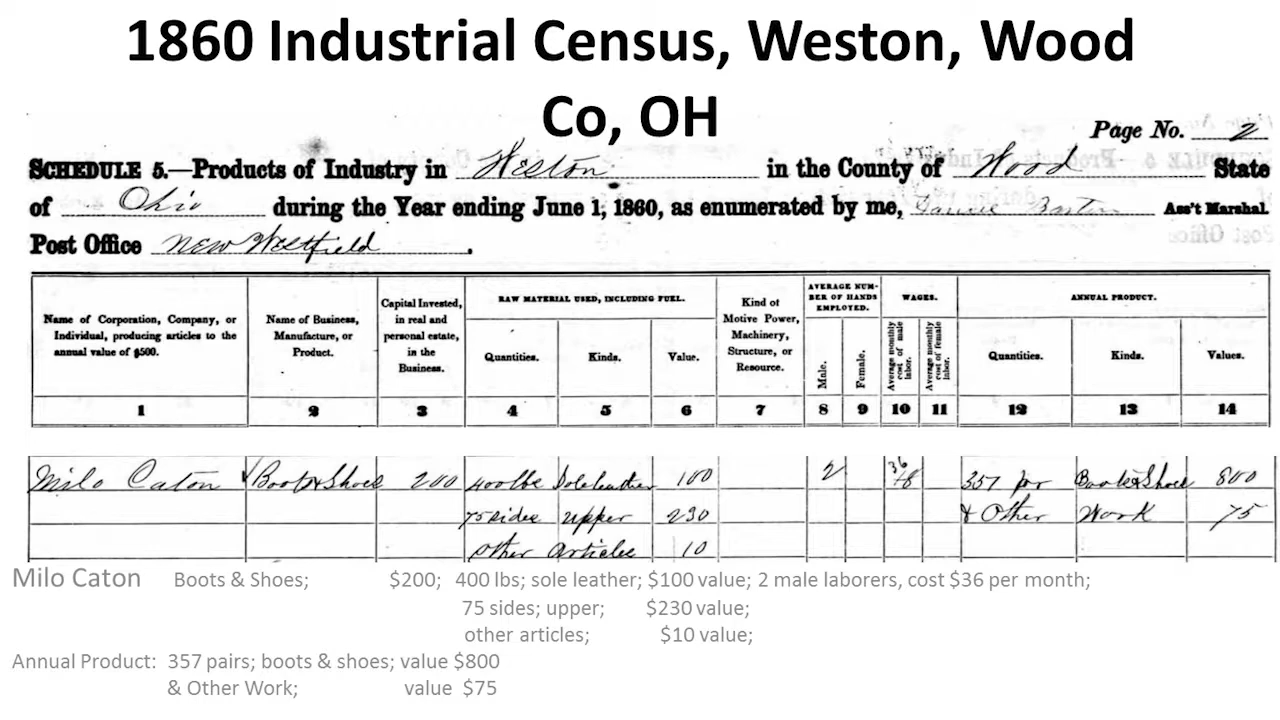 1860 Industrial Census, Weston, Wood
Co, OH
Page No. 2
SCHEDULE 5.—Products of Industry in Weston in the County of Wood State
of Ohio during the Year ending June 1, 1860, as enumerated by me, Barton Ass't Marshal.
Post Office New Westfield.
Name of Corporation, Company, or Individual, producing articles to the annual value of $500.
Name of Business, Manufacture, or Product.
Capital Invested, in real and personal estate, in the Business.
RAW MATERIAL USED, INCLUDING FUEL.
Quantities. Kinds. Value.
Kind of Motive Power, Machinery, Structure, or Resource.
AVERAGE NUMBER OF HANDS EMPLOYED.
Male. Female.
WAGES.
Average monthly cost of male labor. Average monthly cost of female labor.
ANNUAL PRODUCT.
Quantities. Kinds. Values.
1 2 3 4 5 6 7 8 9 10 11 12 13 14
Milo Caton Boots & Shoes 200 400 lbs Sole leather 100 2 36 357 pr Boots & Shoes 800
75 sides upper 230 & Other Work 75
Other Articles 10
Milo Caton Boots & Shoes; $200; 400 lbs; sole leather; $100 value; 2 male laborers, cost $36 per month;
75 sides; upper; $230 value;
other articles; $10 value;
Annual Product: 357 pairs; boots & shoes; value $800
& Other Work; value $75